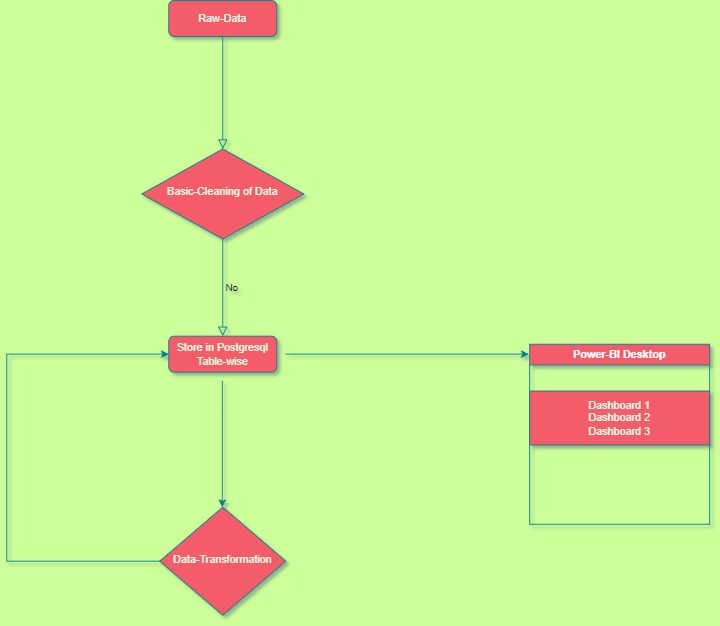 Raw-Data
Basic-Cleaning of Data
No
Store in Postgresql
Table-wise
Power-BI Desktop
Dashboard 1
Dashboard 2
Dashboard 3
Data-Transformation